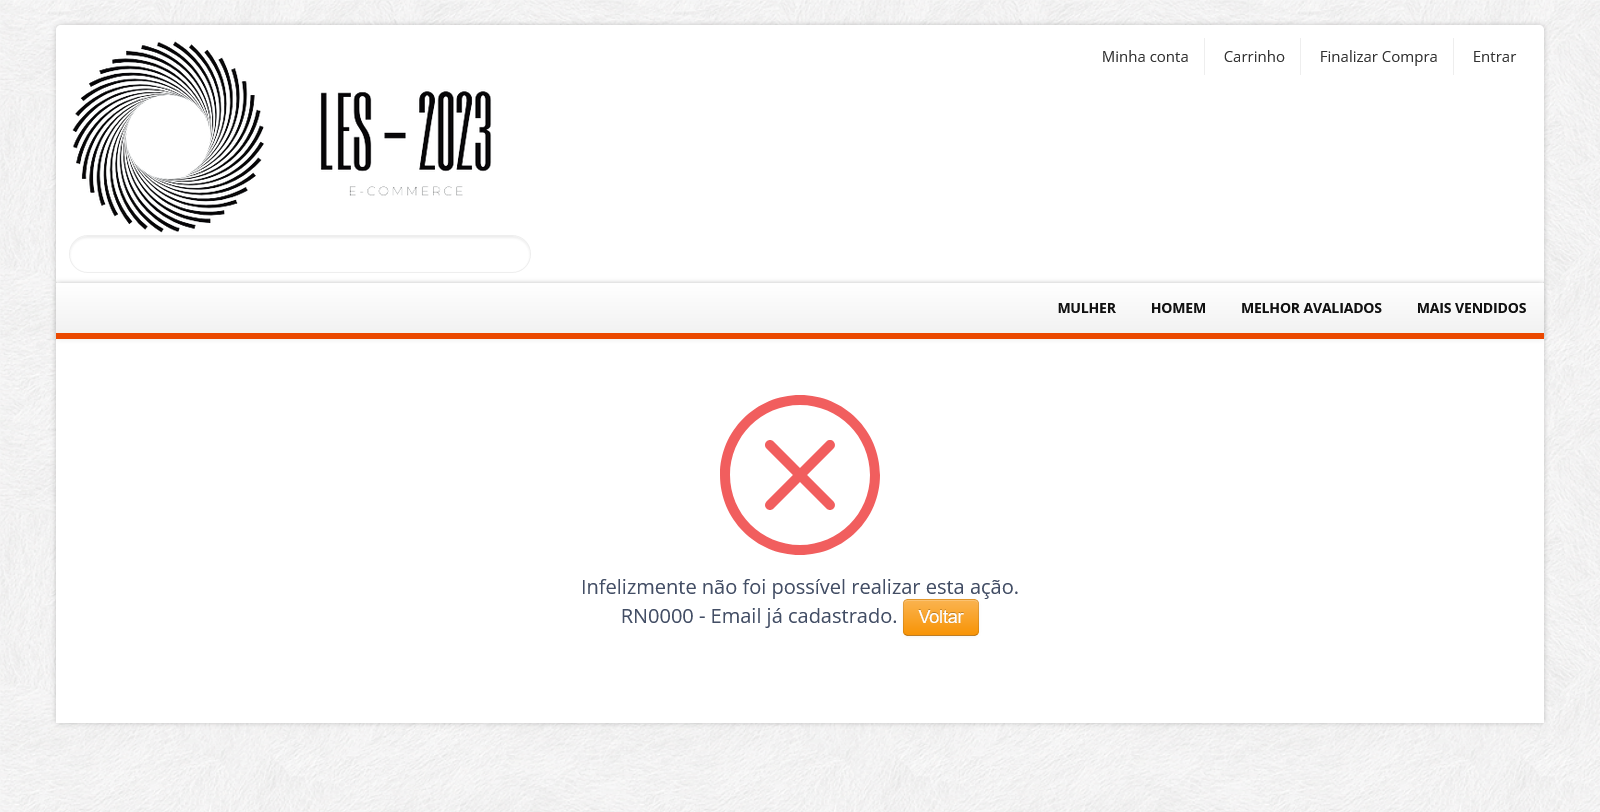 Minha conta
Carrinho
Finalizar Compra
Entrar
LES - 2023
E-COMMERCE
MULHER
HOMEM
MELHOR AVALIADOS
MAIS VENDIDOS
Infelizmente não foi possível realizar esta ação.
RN0000 - Email já cadastrado. Voltar